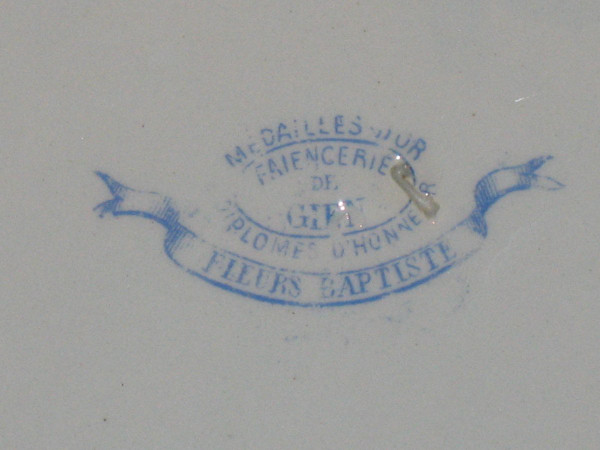 MEDAILLES D'OR
FAIENCERIE
DE
GIEN
DIPLOMES D'HONNEUR
FLEURS BAPTISTE